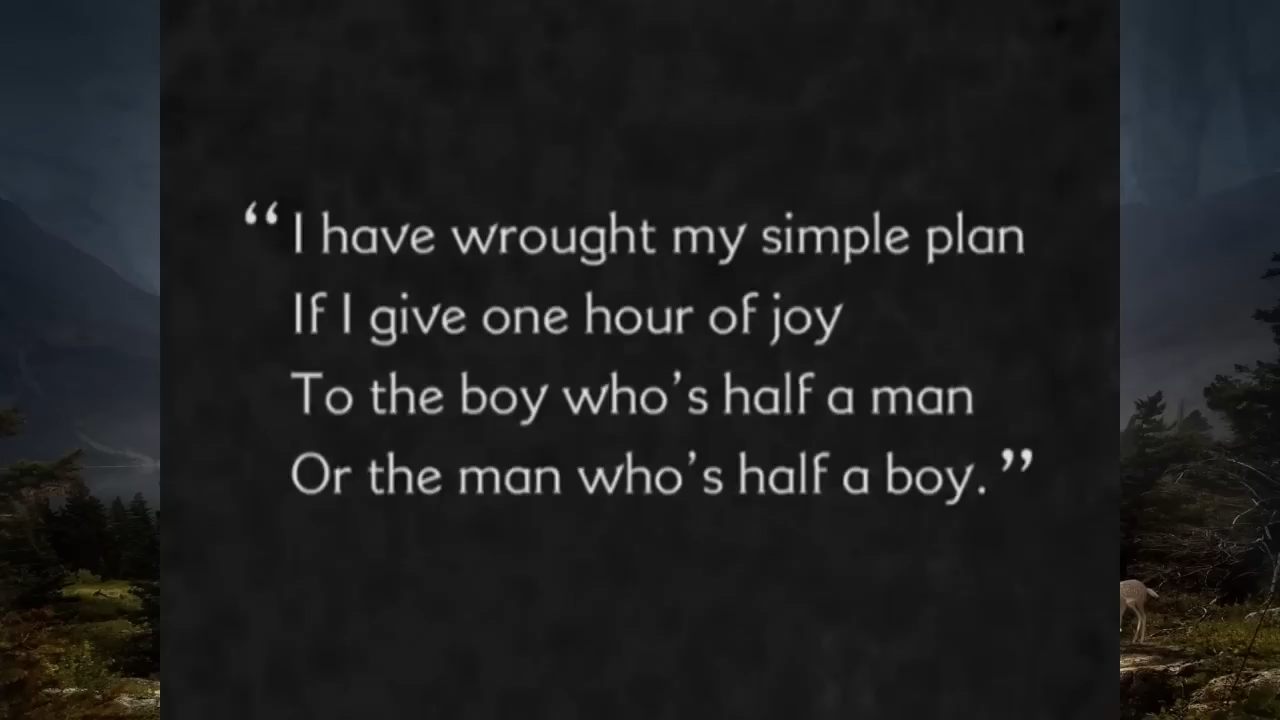 “I have wrought my simple plan
If I give one hour of joy
To the boy who’s half a man
Or the man who’s half a boy.”